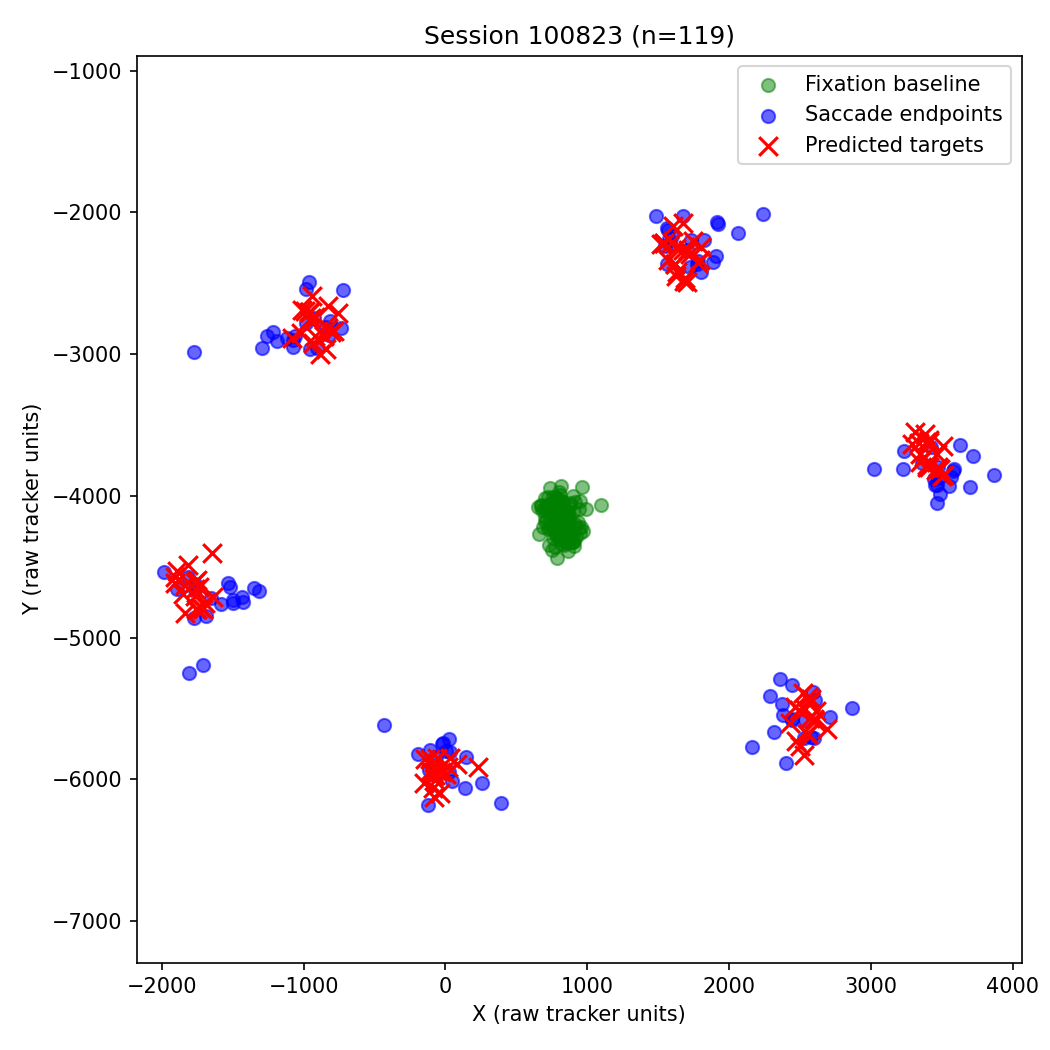 Session 100823 (n=119)
Fixation baseline
Saccade endpoints
Predicted targets
Y (raw tracker units)
−1000
−2000
−3000
−4000
−5000
−6000
−7000
−2000 −1000 0 1000 2000 3000 4000
X (raw tracker units)